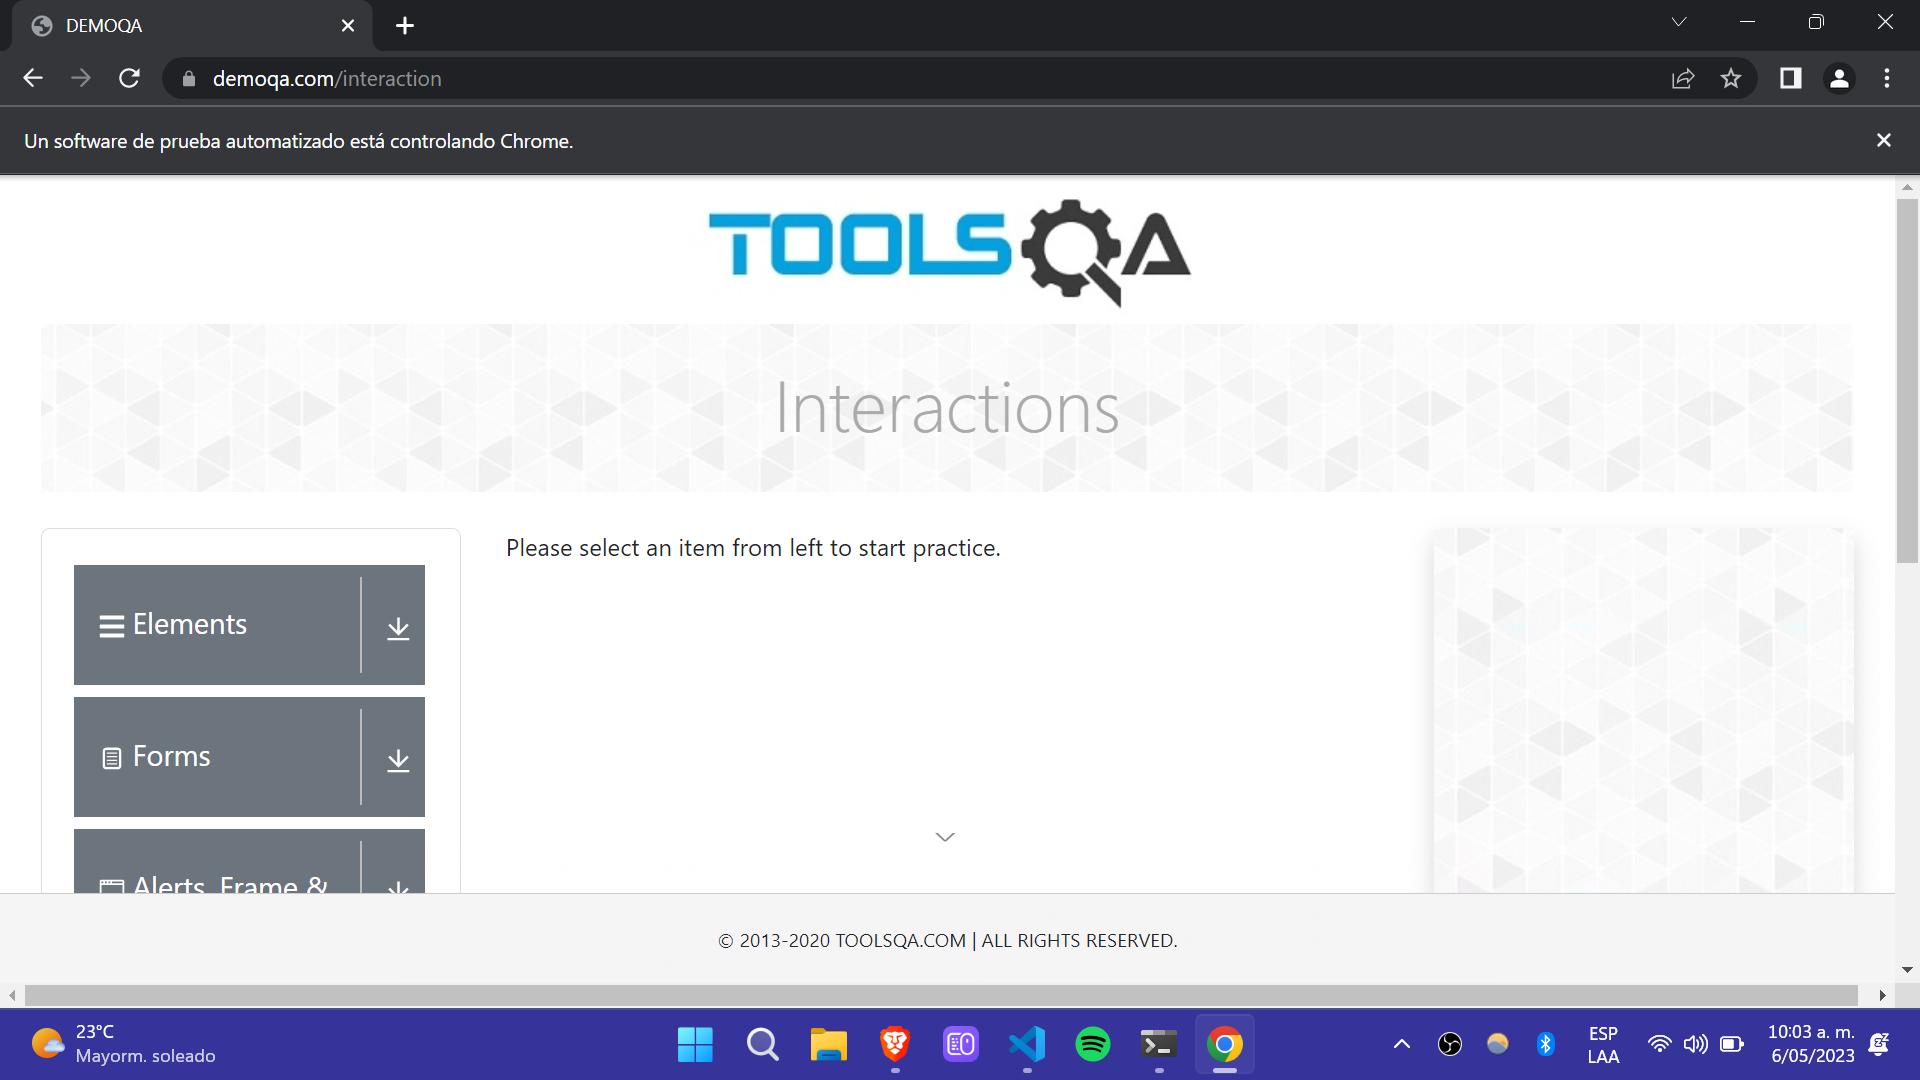 DEMOQA
demoqa.com/interaction
Un software de prueba automatizado está controlando Chrome.
TOOLSQA
Interactions
Please select an item from left to start practice.
Elements
Forms
Alerts, Frame &
© 2013-2020 TOOLSQA.COM | ALL RIGHTS RESERVED.
23°C
Mayorm. soleado
ESP
LAA
10:03 a. m.
6/05/2023